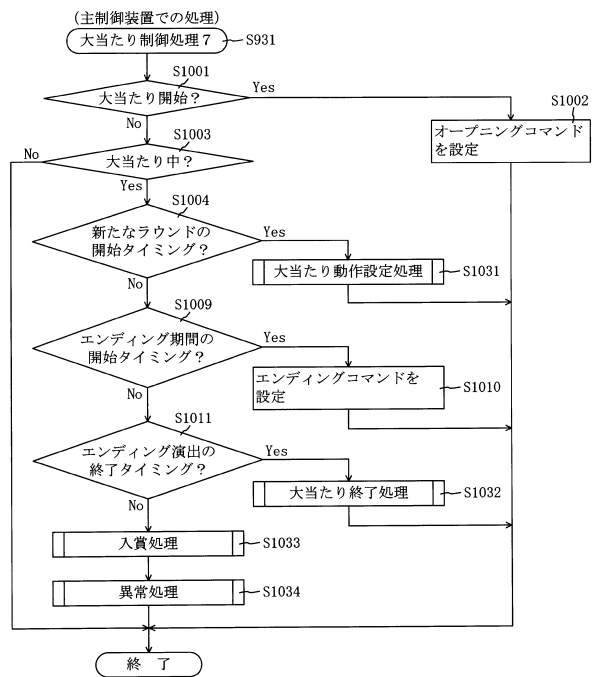 (主制御装置での処理)
大当たり制御処理7
S931
S1001
大当たり開始?
Yes
No
S1002
オープニングコマンド
を設定
S1003
大当たり中?
No
Yes
S1004
新たなラウンドの
開始タイミング?
Yes
No
大当たり動作設定処理
S1031
S1009
エンディング期間の
開始タイミング?
Yes
No
エンディングコマンドを
設定
S1010
S1011
エンディング演出の
終了タイミング?
Yes
No
大当たり終了処理
S1032
入賞処理
S1033
異常処理
S1034
終 了